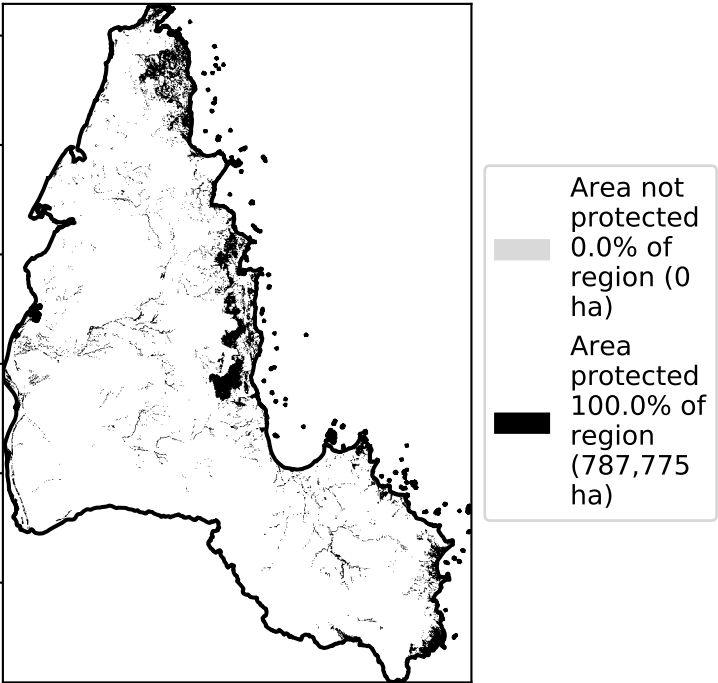 Area not
protected
0.0% of
region (0
ha)
Area
protected
100.0% of
region
(787,775
ha)